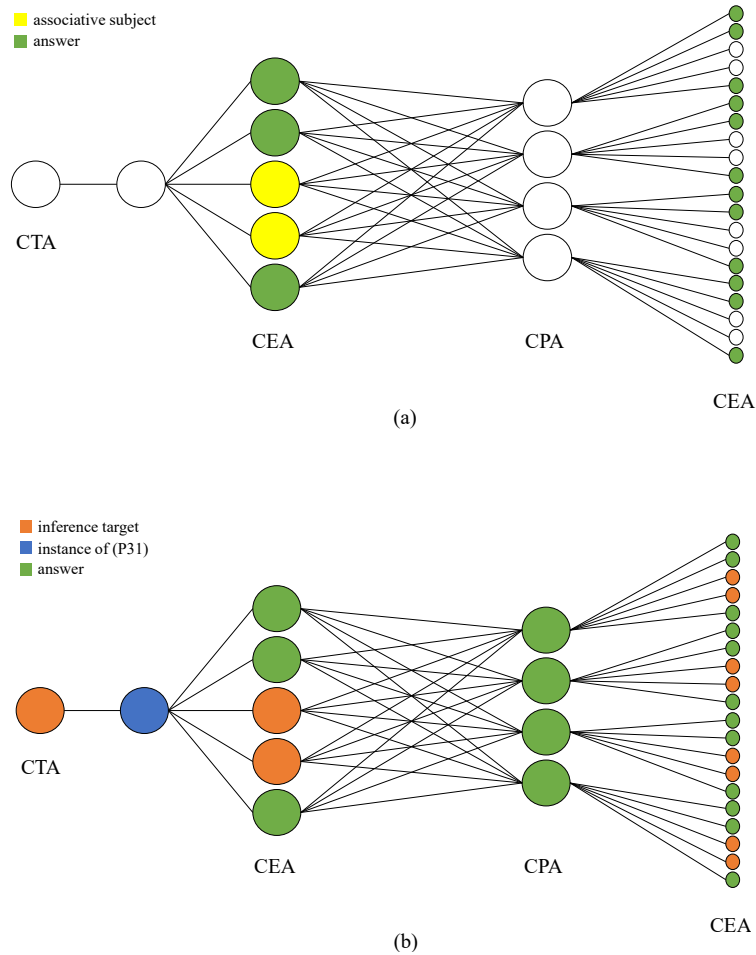 associative subject
answer
CTA
CEA
CPA
CEA
(a)
inference target
instance of (P31)
answer
CTA
CEA
CPA
CEA
(b)